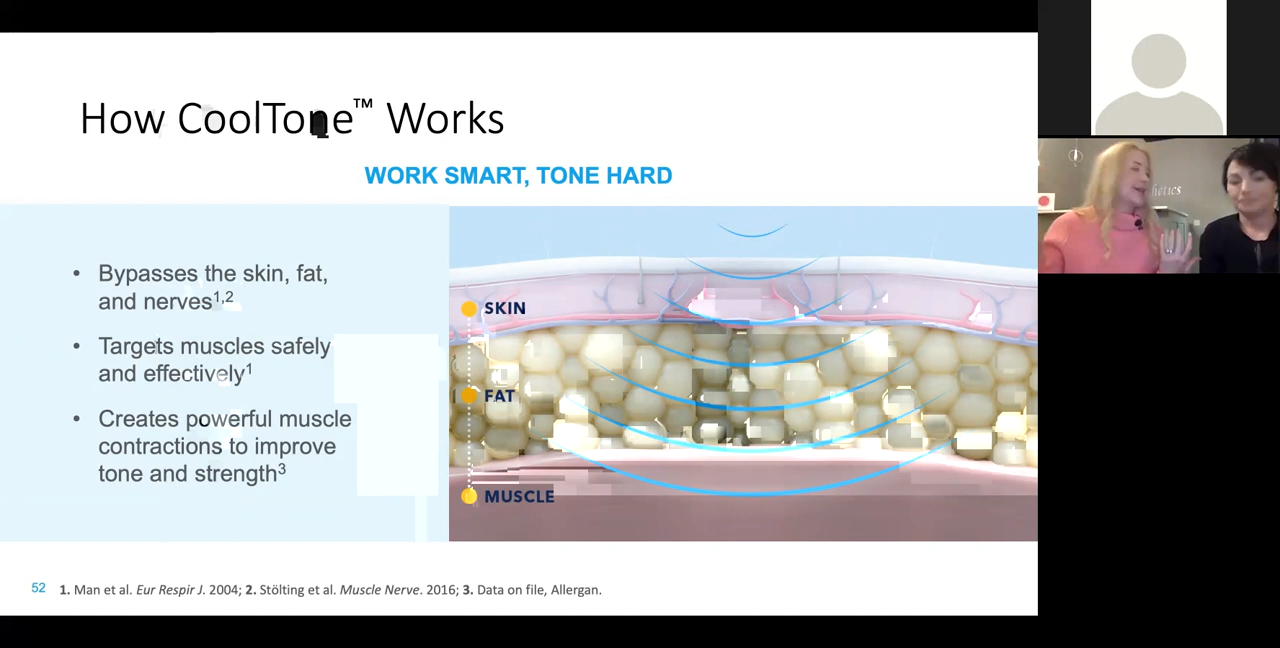 How CoolTone™ Works
WORK SMART, TONE HARD
• Bypasses the skin, fat,
and nerves1,2
• Targets muscles safely
and effectively1
• Creates powerful muscle
contractions to improve
tone and strength3
SKIN
FAT
MUSCLE
52 1. Man et al. Eur Respir J. 2004; 2. Stölting et al. Muscle Nerve. 2016; 3. Data on file, Allergan.